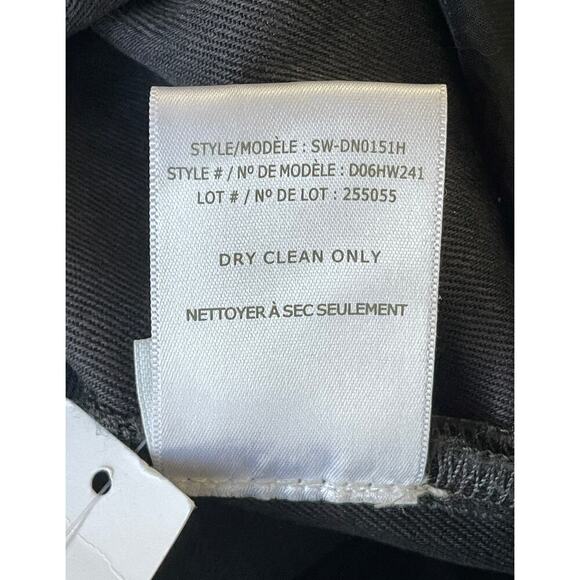 STYLE/MODÈLE : SW-DN0151H
STYLE # / Nº DE MODÈLE : D06HW241
LOT # / Nº DE LOT : 255055
DRY CLEAN ONLY
NETTOYER À SEC SEULEMENT